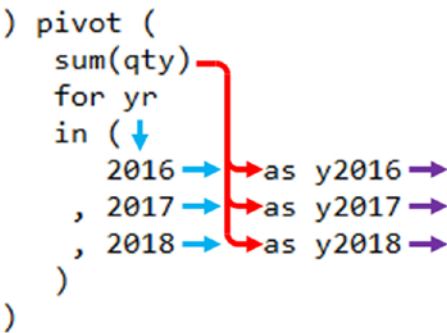 ) pivot (
sum(qty)
for yr
in (
2016 as y2016
, 2017 as y2017
, 2018 as y2018
)
)